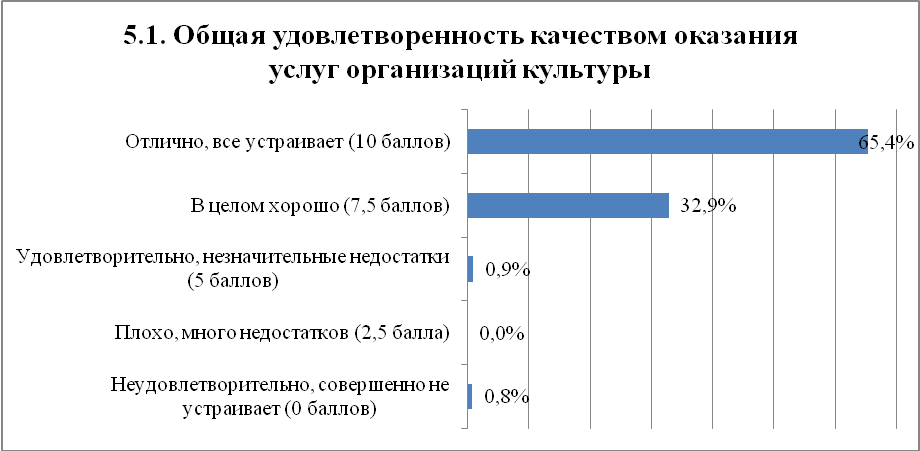 5.1. Общая удовлетворенность качеством оказания
услуг организаций культуры
Отлично, все устраивает (10 баллов)
65,4%
В целом хорошо (7,5 баллов)
32,9%
Удовлетворительно, незначительные недостатки
(5 баллов)
0,9%
Плохо, много недостатков (2,5 балла)
0,0%
Неудовлетворительно, совершенно не
устраивает (0 баллов)
0,8%